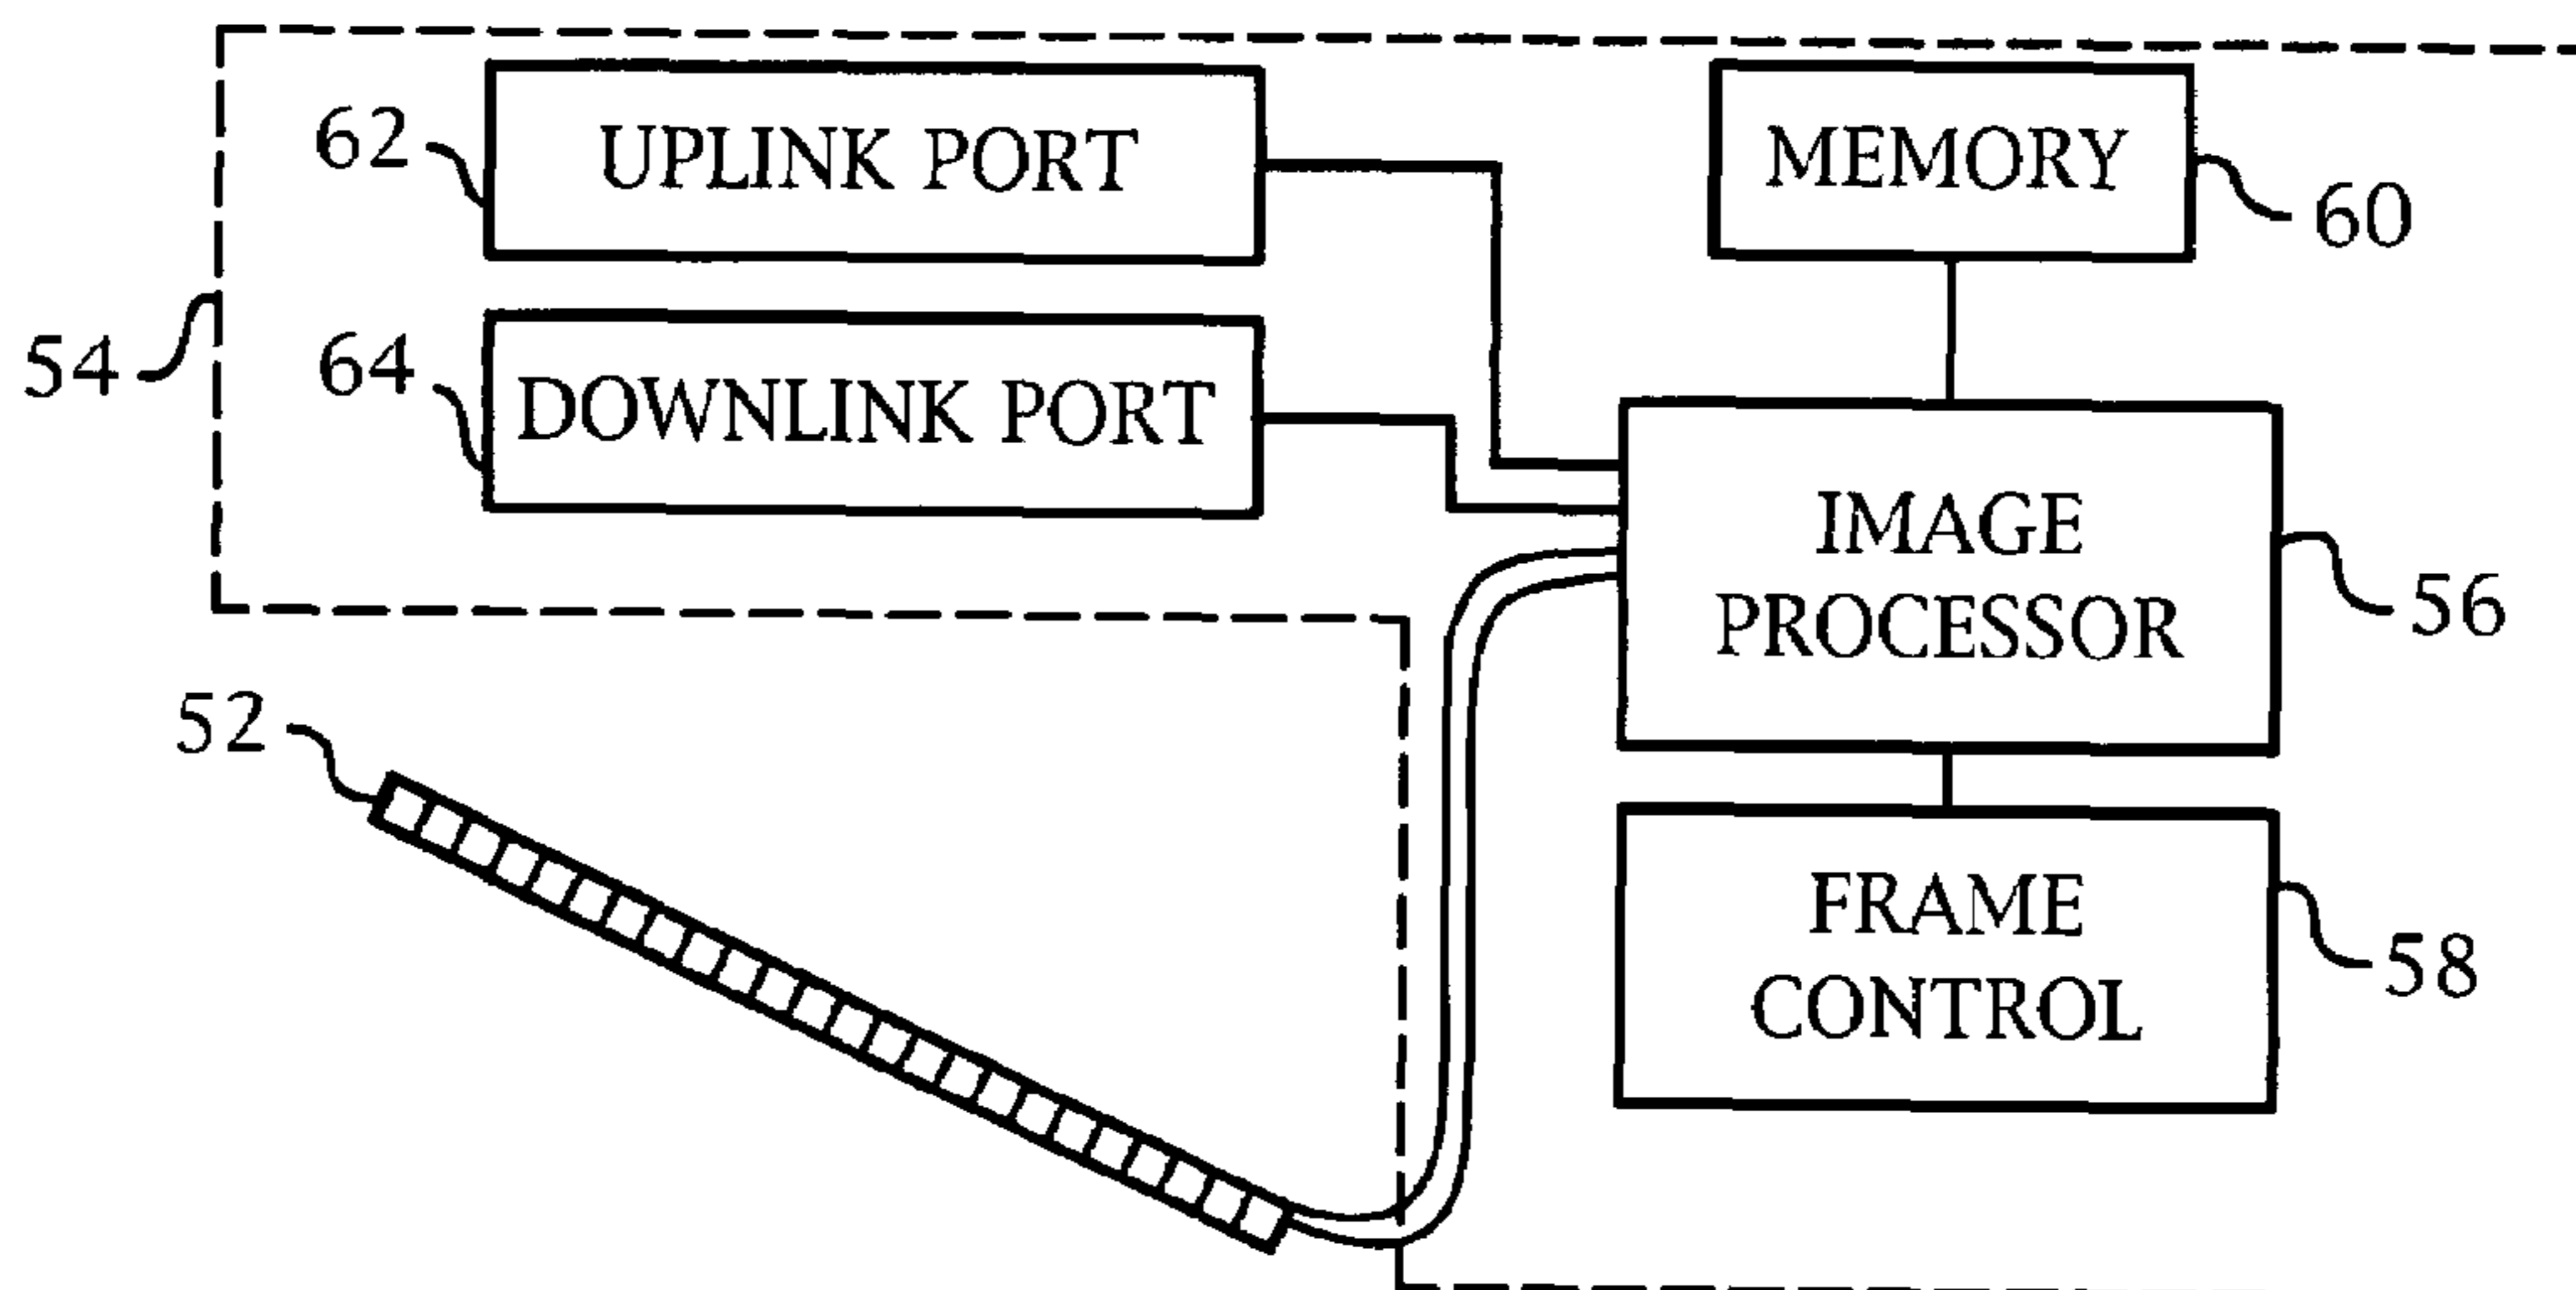 62
UPLINK PORT
MEMORY
60
54
64
DOWNLINK PORT
IMAGE
PROCESSOR
56
52
FRAME
CONTROL
58